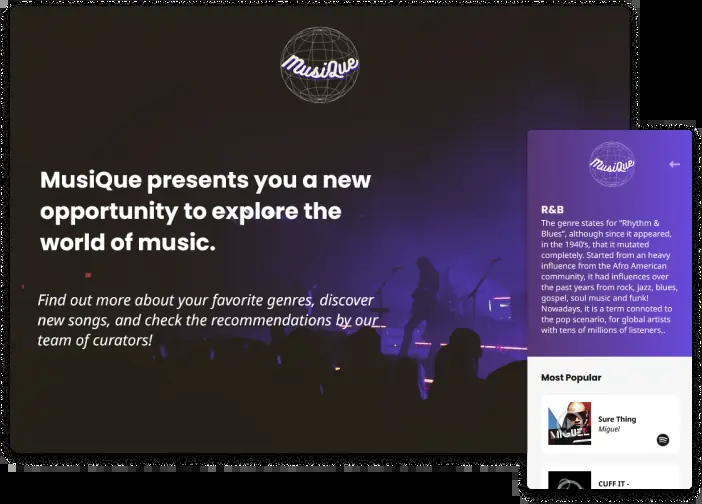 MusiQue
MusiQue presents you a new
opportunity to explore the
world of music.
Find out more about your favorite genres, discover
new songs, and check the recommendations by our
team of curators!
MusiQue
R&B
The genre states for "Rhythm &
Blues", although since it appeared,
in the 1940's, that it mutated
completely. Started from an heavy
influence from the Afro American
community, it had influences over
the past years from rock, jazz, blues,
gospel, soul music and funk!
Nowadays, it is a term connoted to
the pop scenario, for global artists
with tens of millions of listeners..
Most Popular
MIGUEL
Sure Thing
Miguel
CUFF IT -